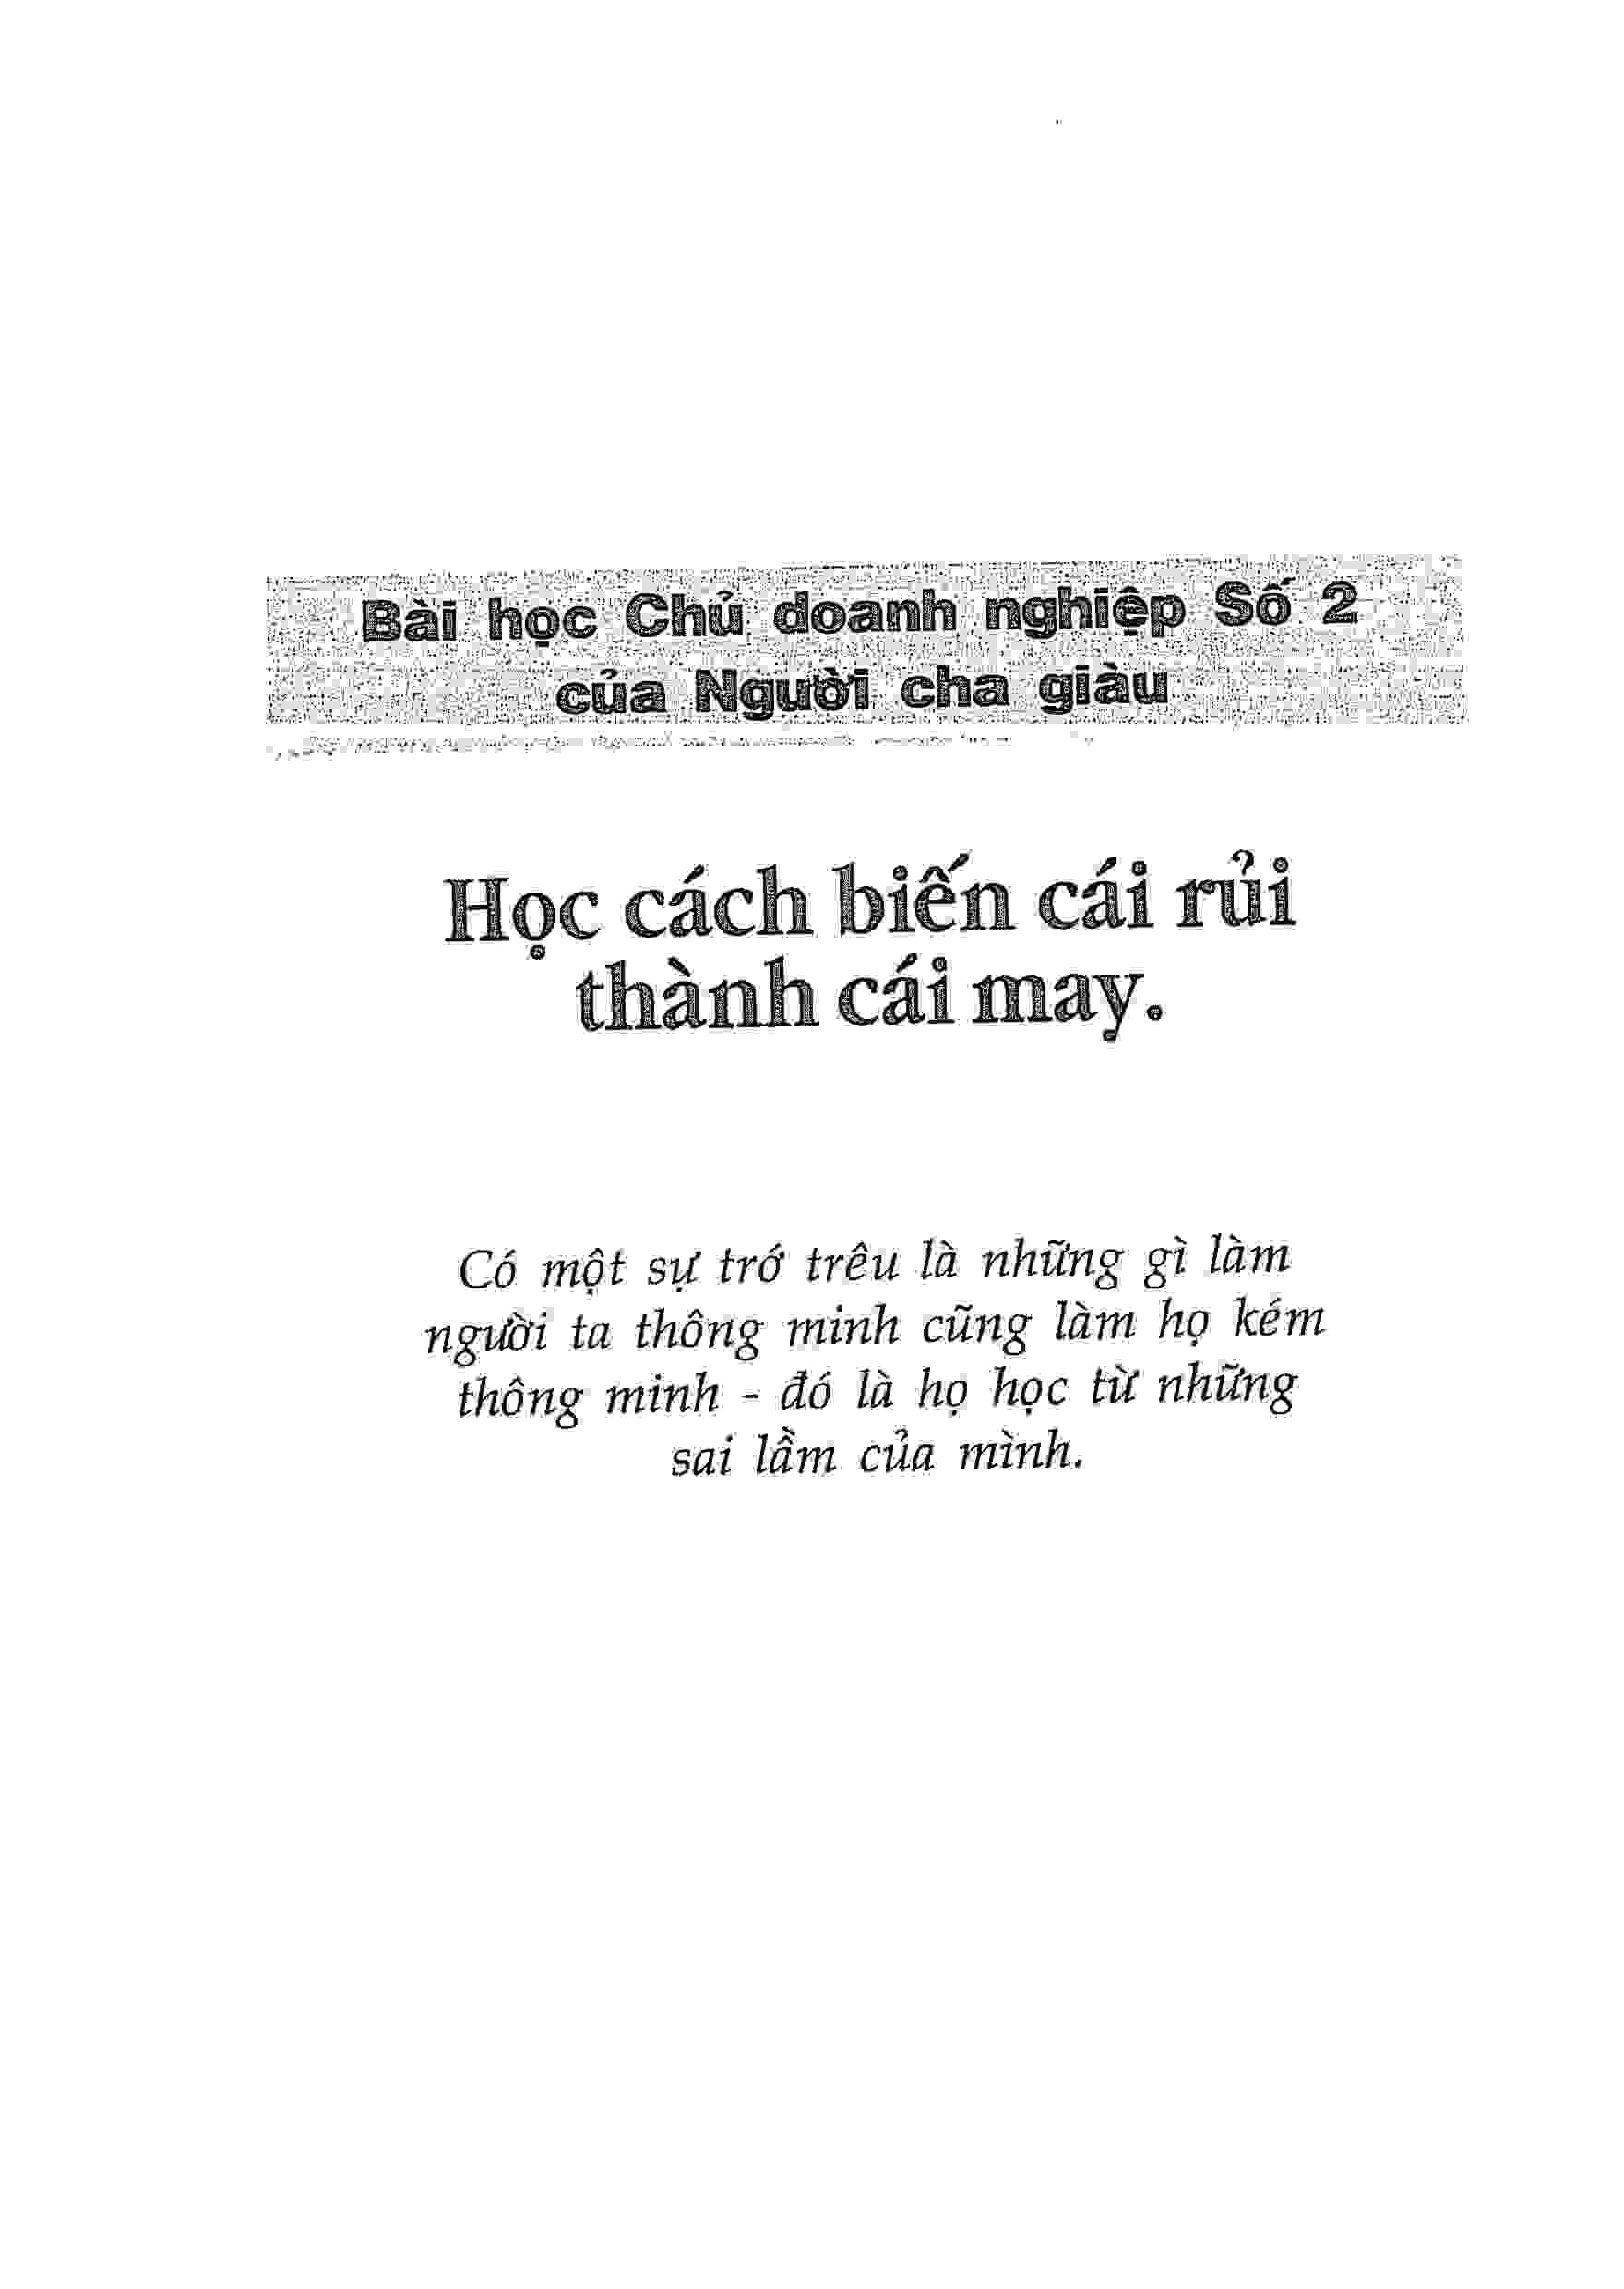 Bài học Chủ doanh nghiệp Số 2
của Người cha giàu
Học cách biến cái rủi
thành cái may.
Có một sự trớ trêu là những gì làm
người ta thông minh cũng làm họ kém
thông minh - đó là họ học từ những
sai lầm của mình.